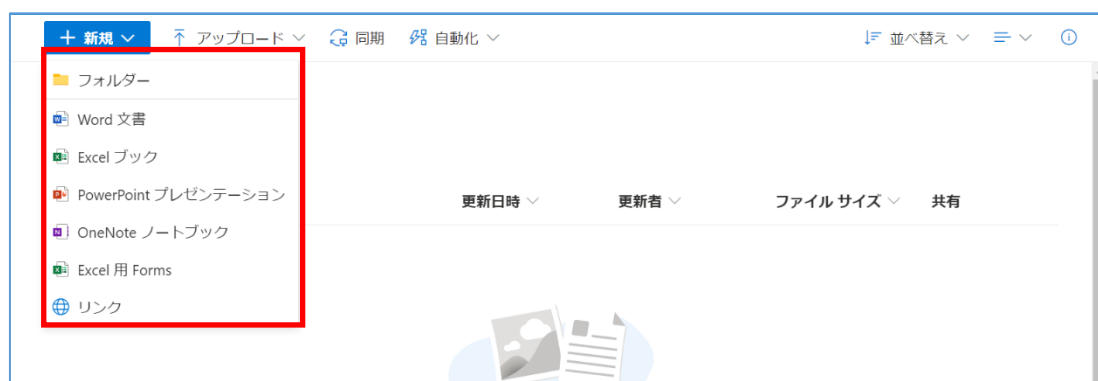 新規 アップロード 同期 自動化 並べ替え
フォルダー
Word 文書
Excel ブック
PowerPoint プレゼンテーション
更新日時 更新者 ファイル サイズ 共有
OneNote ノートブック
Excel 用 Forms
リンク